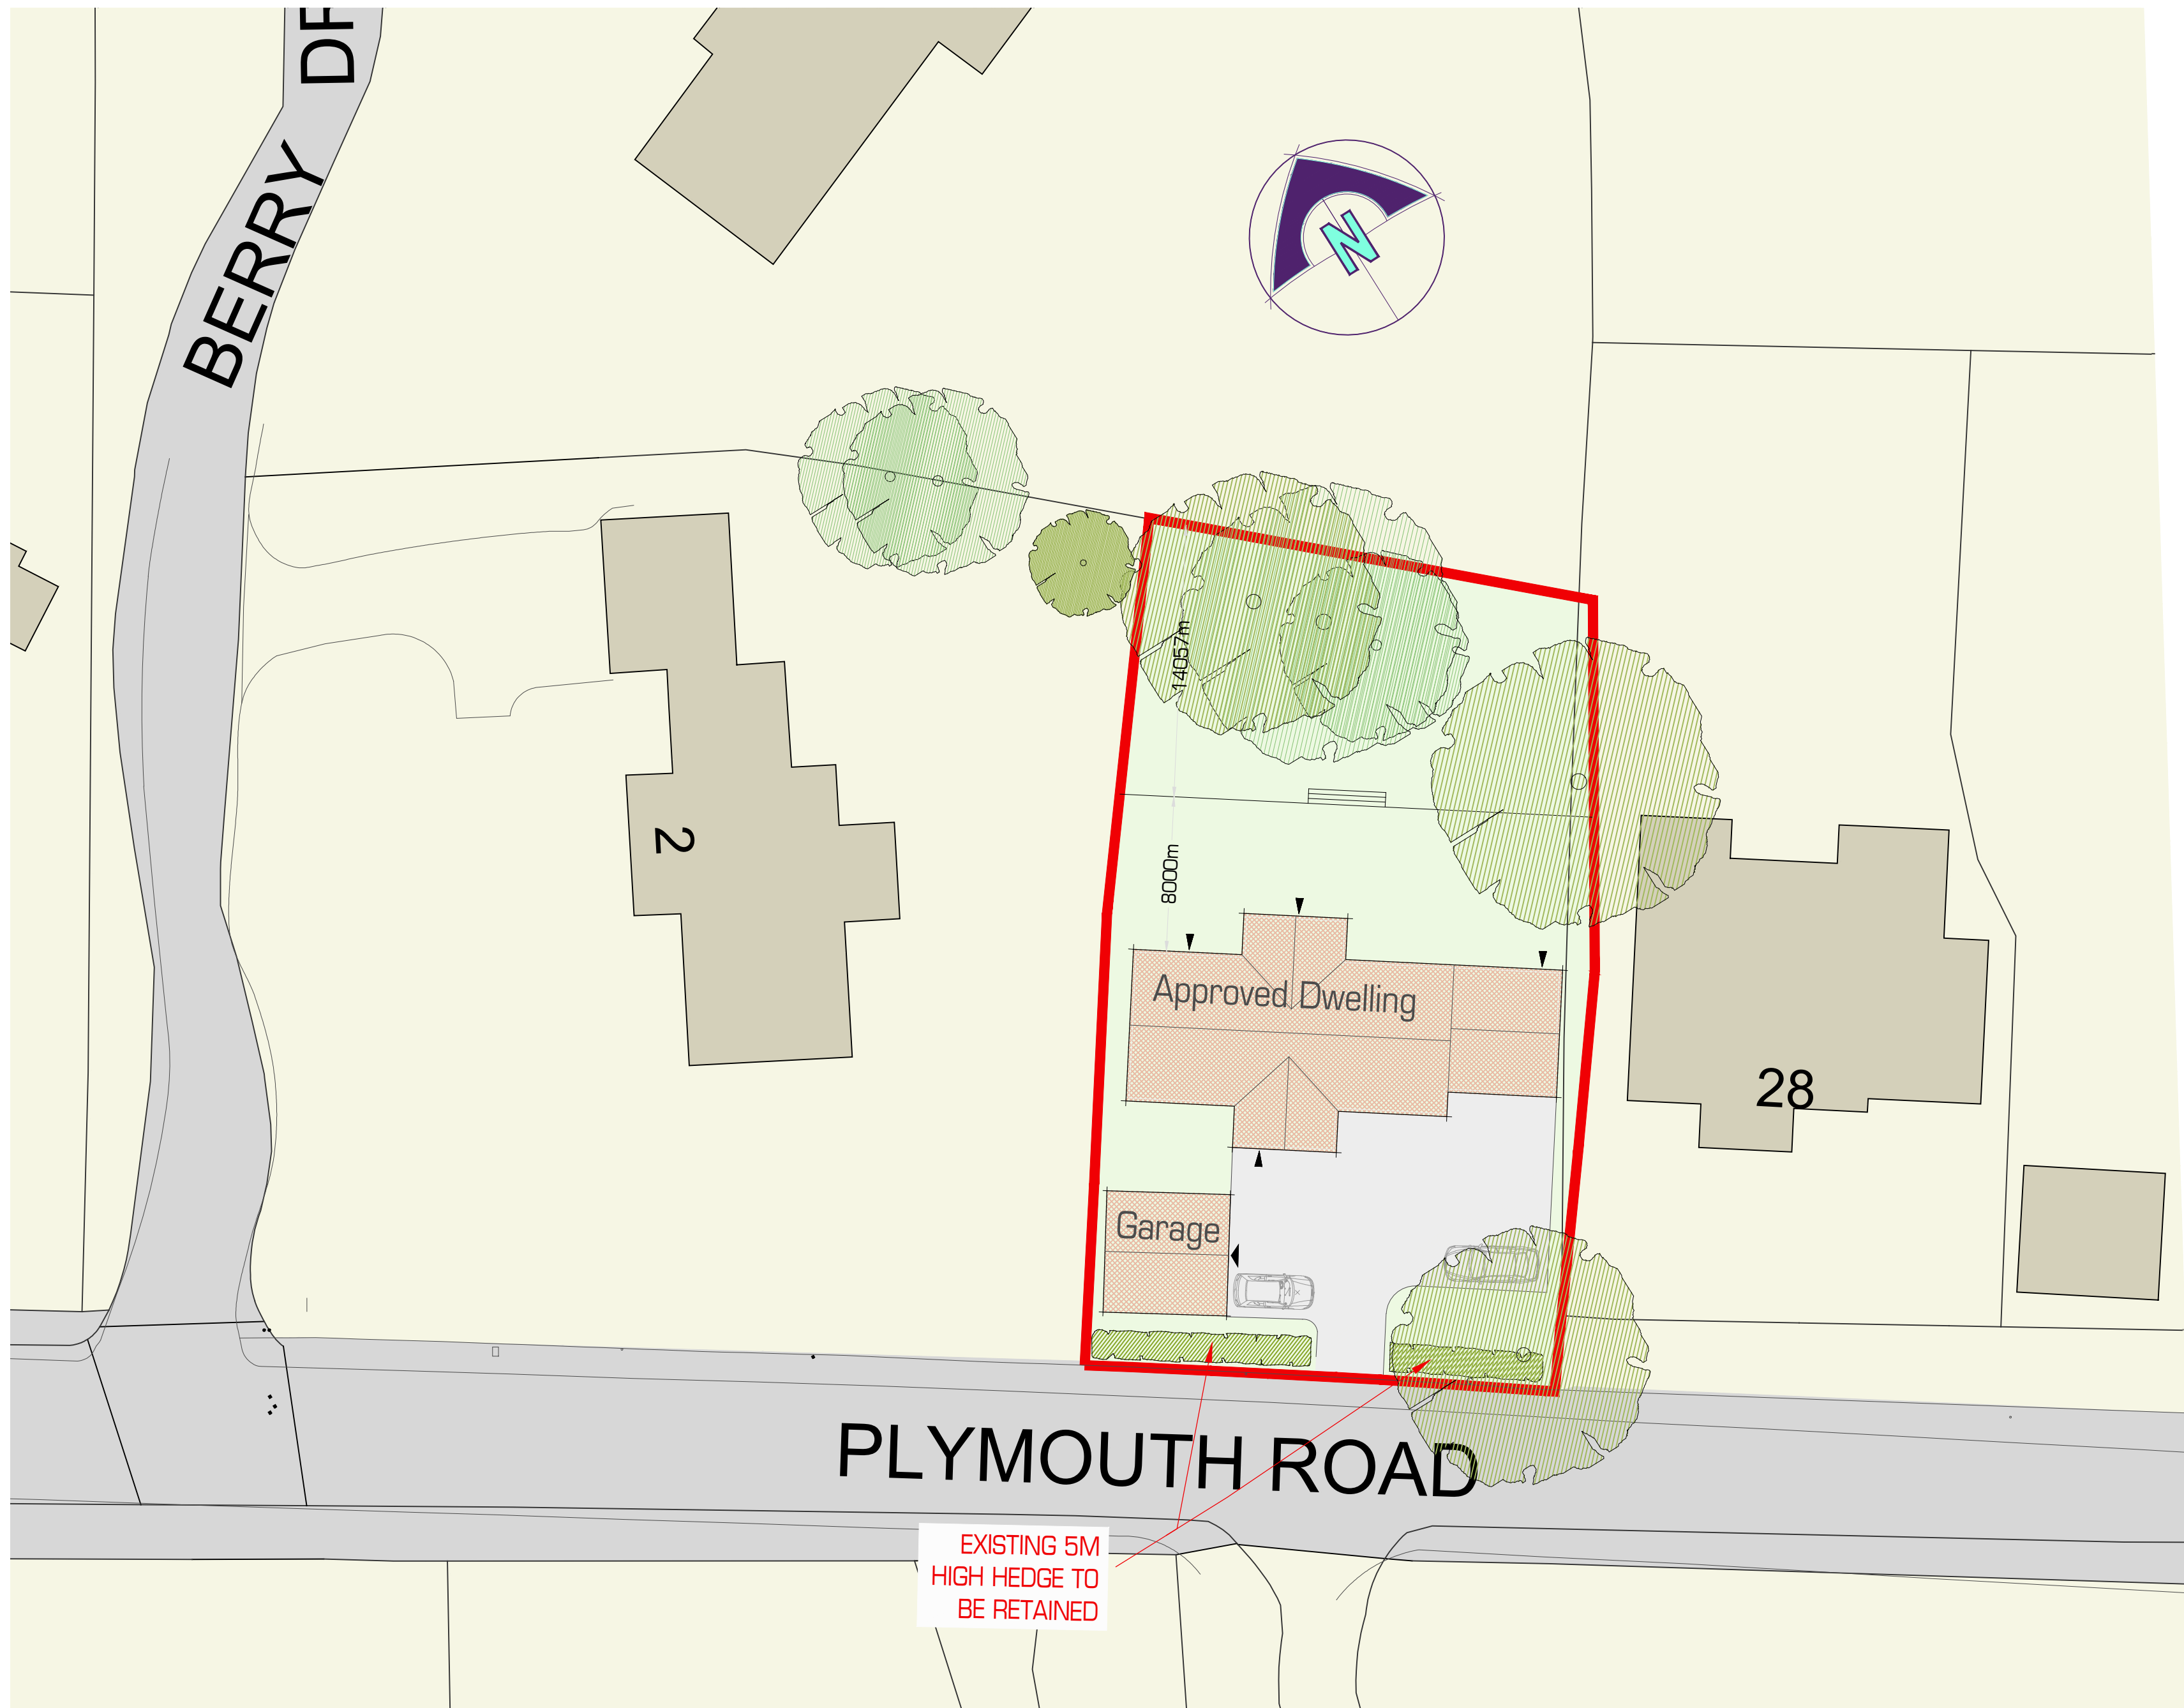 BERRY DR
N
14057m
2
8000m
Approved Dwelling
28
Garage
PLYMOUTH ROAD
EXISTING 5M
HIGH HEDGE TO
BE RETAINED